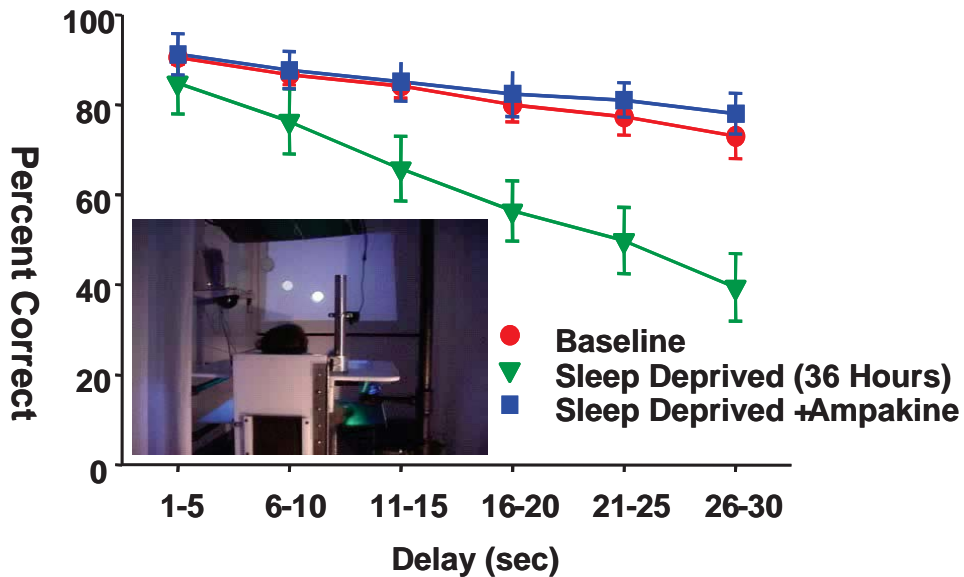 100
80
60
40
20
0
Percent Correct
Baseline
Sleep Deprived (36 Hours)
Sleep Deprived +Ampakine
1-5 6-10 11-15 16-20 21-25 26-30
Delay (sec)